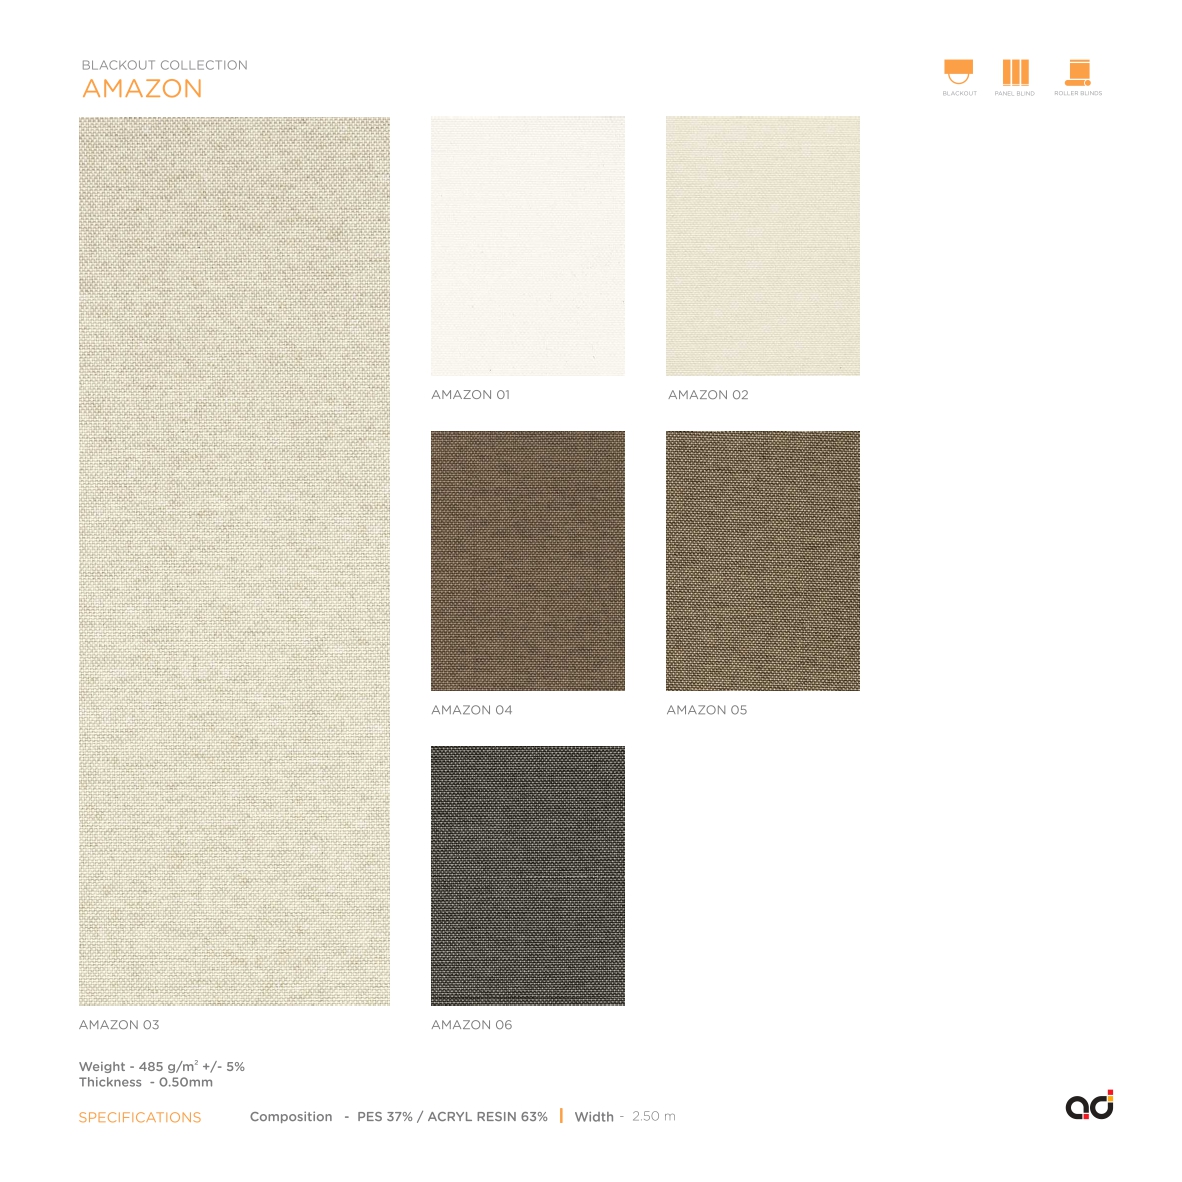 BLACKOUT COLLECTION
AMAZON
BLACKOUT
PANEL BLIND
ROLLER BLINDS
AMAZON 01
AMAZON 02
AMAZON 04
AMAZON 05
AMAZON 03
AMAZON 06
Weight - 485 g/m² +/- 5%
Thickness - 0.50mm
SPECIFICATIONS
Composition - PES 37% / ACRYL RESIN 63% | Width - 2.50 m
ad